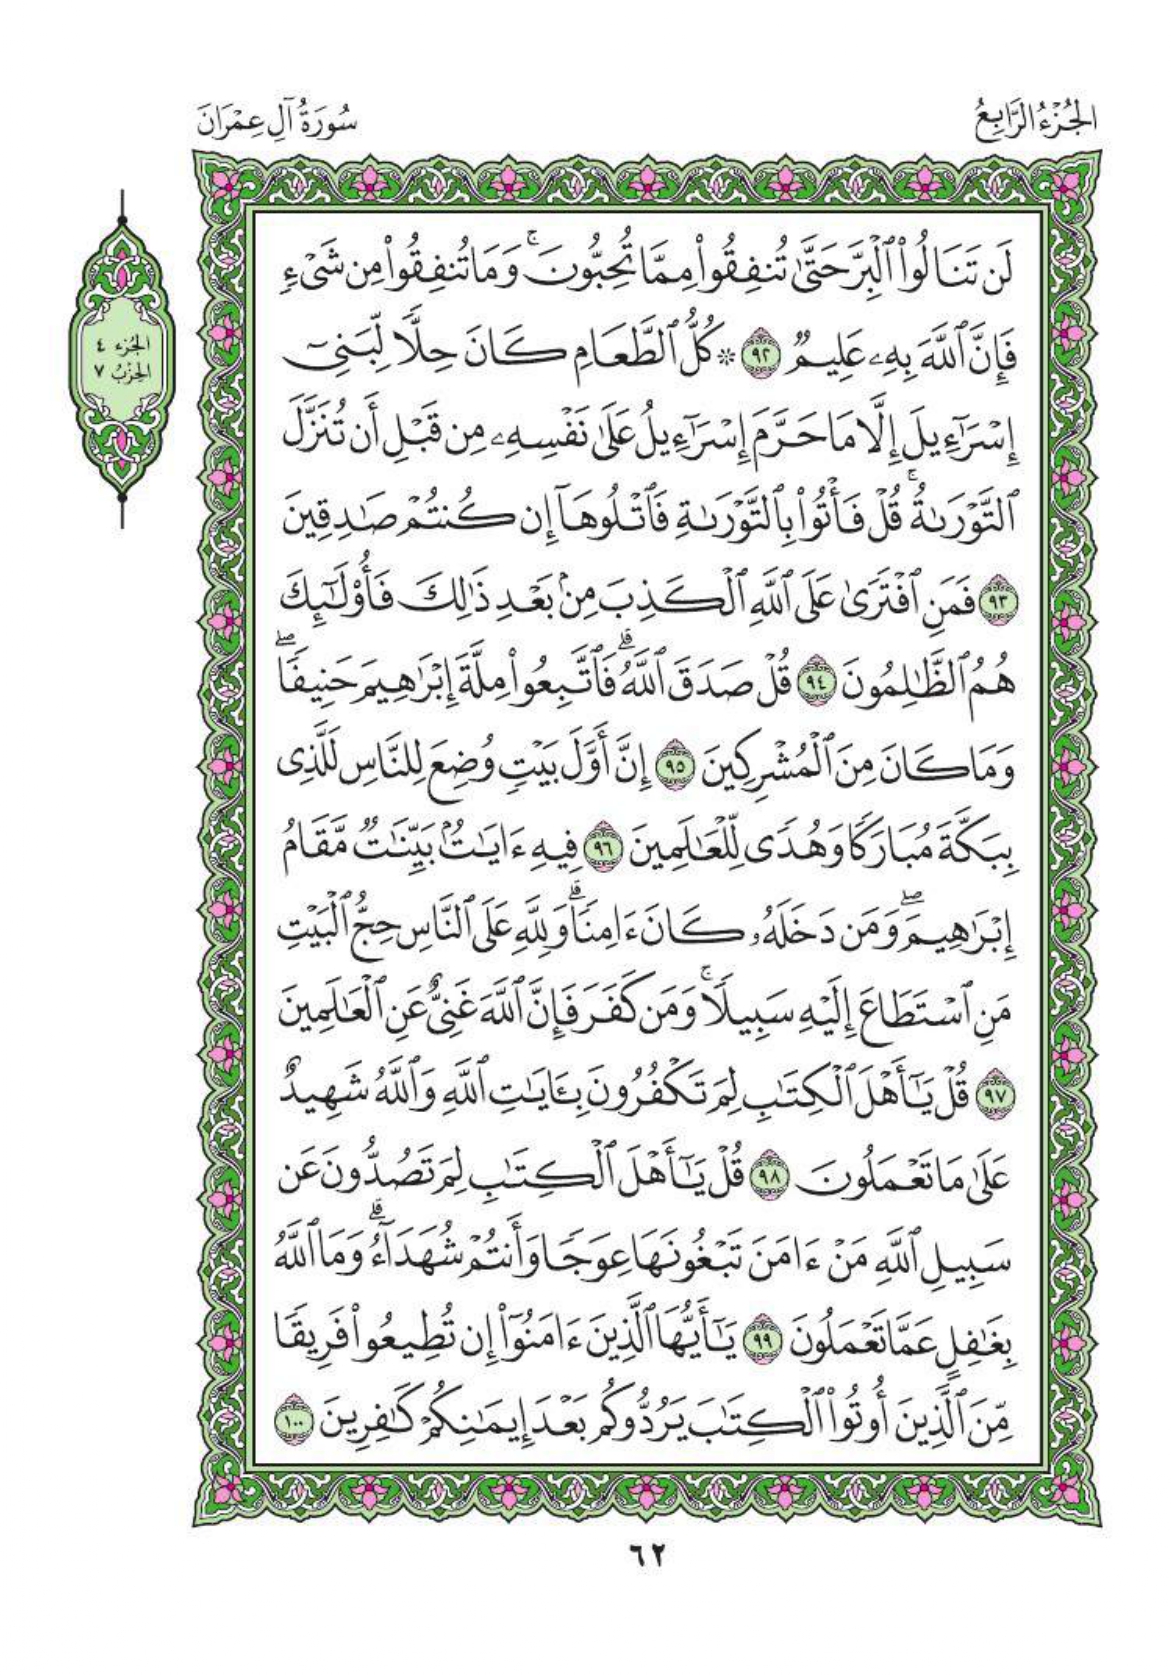 الجُزْءُ الرَّابِعُ
سُورَةُ آلِ عِمْرَانَ
لَن تَنَالُوا۟ ٱلْبِرَّ حَتَّىٰ تُنفِقُوا۟ مِمَّا تُحِبُّونَ ۚ وَمَا تُنفِقُوا۟ مِن شَىْءٍ
فَإِنَّ ٱللَّهَ بِهِۦ عَلِيمٌ ٩٢ * كُلُّ ٱلطَّعَامِ كَانَ حِلًّا لِّبَنِىٓ
إِسْرَٰٓءِيلَ إِلَّا مَا حَرَّمَ إِسْرَٰٓءِيلُ عَلَىٰ نَفْسِهِۦ مِن قَبْلِ أَن تُنَزَّلَ
ٱلتَّوْرَىٰةُ ۗ قُلْ فَأْتُوا۟ بِٱلتَّوْرَىٰةِ فَٱتْلُوهَآ إِن كُنتُمْ صَٰدِقِينَ
٩٣ فَمَنِ ٱفْتَرَىٰ عَلَى ٱللَّهِ ٱلْكَذِبَ مِنۢ بَعْدِ ذَٰلِكَ فَأُو۟لَٰٓئِكَ
هُمُ ٱلظَّٰلِمُونَ ٩٤ قُلْ صَدَقَ ٱللَّهُ ۗ فَٱتَّبِعُوا۟ مِلَّةَ إِبْرَٰهِيمَ حَنِيفًا ۖ
وَمَا كَانَ مِنَ ٱلْمُشْرِكِينَ ٩٥ إِنَّ أَوَّلَ بَيْتٍ وُضِعَ لِلنَّاسِ لَلَّذِى
بِبَكَّةَ مُبَارَكًا وَهُدًى لِّلْعَٰلَمِينَ ٩٦ فِيهِ ءَايَٰتٌۢ بَيِّنَٰتٌ مَّقَامُ
إِبْرَٰهِيمَ ۖ وَمَن دَخَلَهُۥ كَانَ ءَامِنًا ۗ وَلِلَّهِ عَلَى ٱلنَّاسِ حِجُّ ٱلْبَيْتِ
مَنِ ٱسْتَطَاعَ إِلَيْهِ سَبِيلًا ۚ وَمَن كَفَرَ فَإِنَّ ٱللَّهَ غَنِىٌّ عَنِ ٱلْعَٰلَمِينَ
٩٧ قُلْ يَٰٓأَهْلَ ٱلْكِتَٰبِ لِمَ تَكْفُرُونَ بِـَٔايَٰتِ ٱللَّهِ وَٱللَّهُ شَهِيدٌ
عَلَىٰ مَا تَعْمَلُونَ ٩٨ قُلْ يَٰٓأَهْلَ ٱلْكِتَٰبِ لِمَ تَصُدُّونَ عَن
سَبِيلِ ٱللَّهِ مَنْ ءَامَنَ تَبْغُونَهَا عِوَجًا وَأَنتُمْ شُهَدَآءُ ۗ وَمَا ٱللَّهُ
بِغَٰفِلٍ عَمَّا تَعْمَلُونَ ٩٩ يَٰٓأَيُّهَا ٱلَّذِينَ ءَامَنُوٓا۟ إِن تُطِيعُوا۟ فَرِيقًا
مِّنَ ٱلَّذِينَ أُوتُوا۟ ٱلْكِتَٰبَ يَرُدُّوكُم بَعْدَ إِيمَٰنِكُمْ كَٰفِرِينَ ١٠٠
الجُزء ٤
الحِزبُ ٧
٦٢